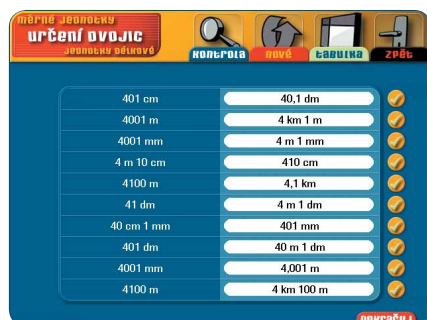 měrné jednotky
určení dvojic
jednotky délkové
kontrola nové tabulka zpět
401 cm 40,1 dm
4001 m 4 km 1 m
4001 mm 4 m 1 mm
4 m 10 cm 410 cm
4100 m 4,1 km
41 dm 4 m 1 dm
40 cm 1 mm 401 mm
401 dm 40 m 1 dm
4001 mm 4,001 m
4100 m 4 km 100 m
pokračuj